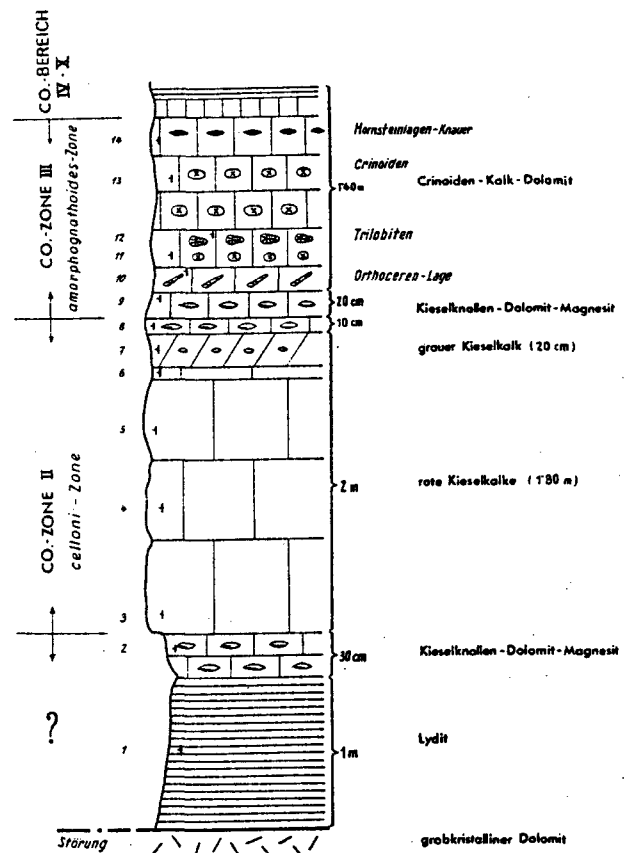 CO.-BEREICH
IV - X
14
Hornsteinlagen-Knauer
CO.-ZONE III
amorphognathoides-Zone
13
Crinoiden
1'40 m
Crinoiden-Kalk-Dolomit
12
Trilobiten
11
10
Orthoceren-Lage
9
20 cm
Kieselknollen-Dolomit-Magnesit
8
10 cm
7
grauer Kieselkalk (20 cm)
6
CO.-ZONE II
celloni-Zone
5
2 m
rote Kieselkalke (1'80 m)
4
3
2
30 cm
Kieselknollen-Dolomit-Magnesit
?
1
1 m
Lydit
Störung
grobkristalliner Dolomit